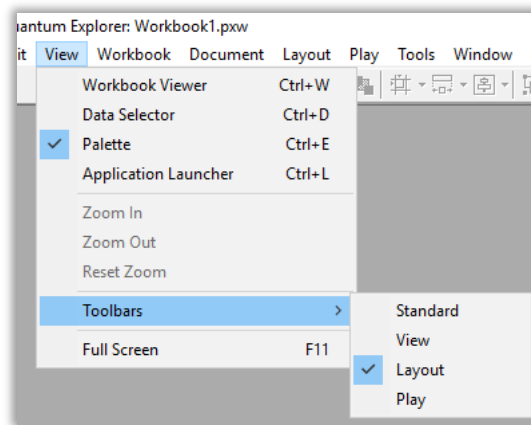 antum Explorer: Workbook1.pxw
it View Workbook Document Layout Play Tools Window
Workbook Viewer Ctrl+W
Data Selector Ctrl+D
Palette Ctrl+E
Application Launcher Ctrl+L
Zoom In
Zoom Out
Reset Zoom
Toolbars
Full Screen F11
Standard
View
Layout
Play